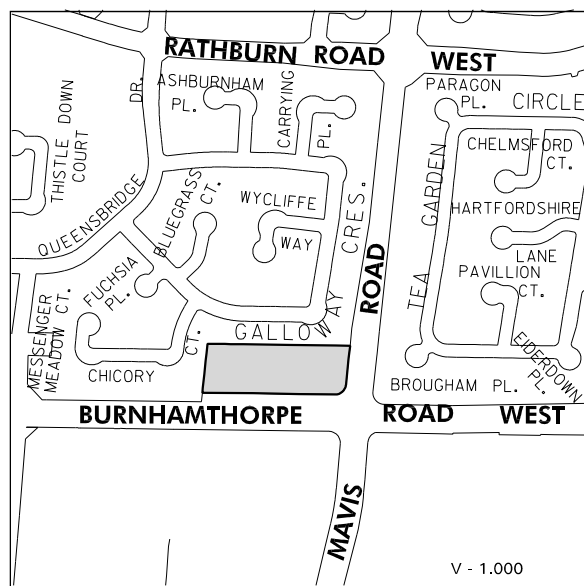 RATHBURN ROAD WEST
ASHBURNHAM
PL.
DR.
CARRYING
PL.
PARAGON
PL.
CIRCLE
THISTLE DOWN
COURT
CHELMSFORD
CT.
QUEENSBRIDGE
BLUEGRASS
CT.
WYCLIFFE
WAY
CRES.
GARDEN
TEA
HARTFORDSHIRE
LANE
PAVILLION
CT.
ROAD
FUCHSIA
PL.
MESSENGER
MEADOW CT.
GALLOWAY
CT.
CHICORY
EIDERDOWN
PL.
BROUGHAM PL.
BURNHAMTHORPE ROAD WEST
MAVIS
V - 1.000